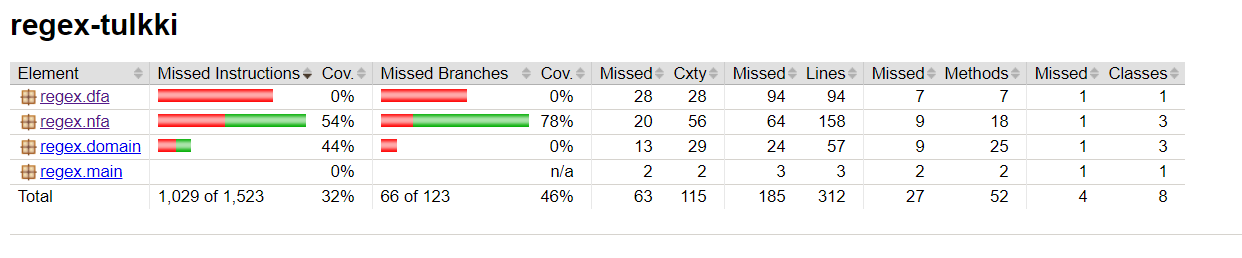 regex-tulkki
Element Missed Instructions Cov. Missed Branches Cov. Missed Cxty Missed Lines Missed Methods Missed Classes
regex.dfa 0% 0% 28 28 94 94 7 7 1 1
regex.nfa 54% 78% 20 56 64 158 9 18 1 3
regex.domain 44% 0% 13 29 24 57 9 25 1 3
regex.main 0% n/a 2 2 3 3 2 2 1 1
Total 1,029 of 1,523 32% 66 of 123 46% 63 115 185 312 27 52 4 8